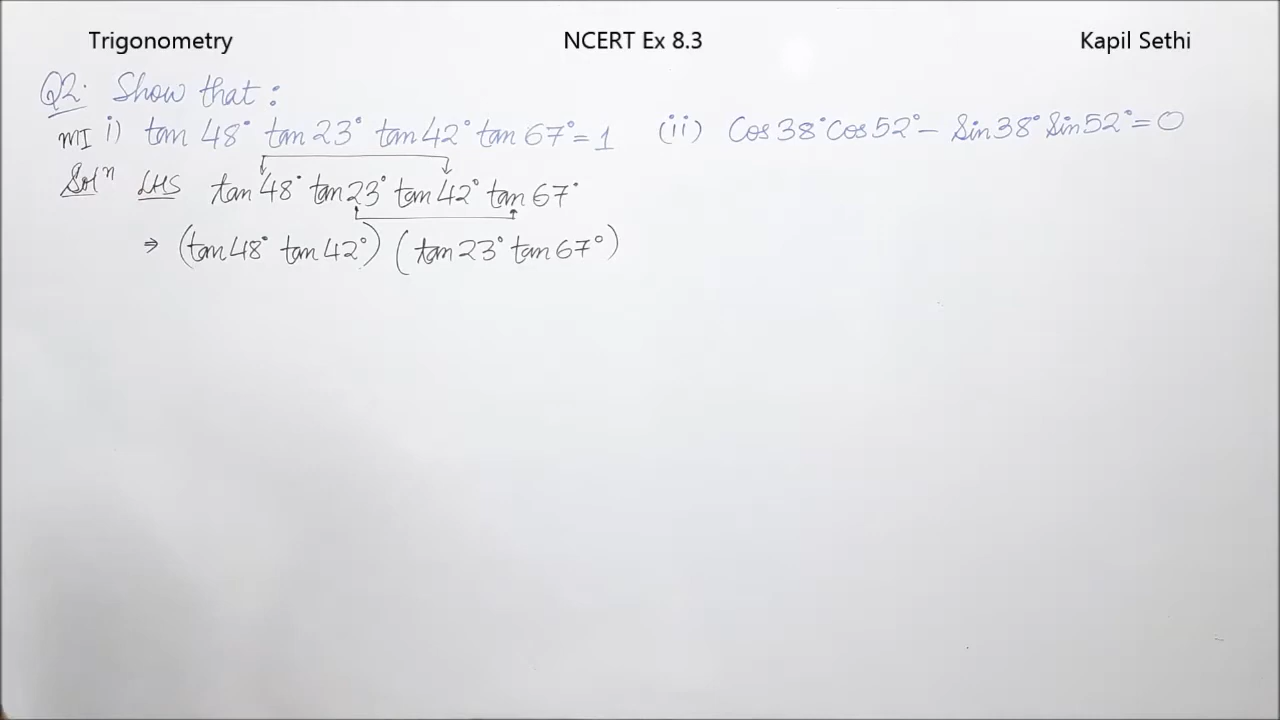 Trigonometry NCERT Ex 8.3 Kapil Sethi
Q2. Show that :
MI i) tan 48° tan 23° tan 42° tan 67° = 1 (ii) Cos 38° Cos 52° – Sin 38° Sin 52° = 0
Solⁿ LHS tan 48° tan 23° tan 42° tan 67°
⇒ (tan 48° tan 42°) (tan 23° tan 67°)